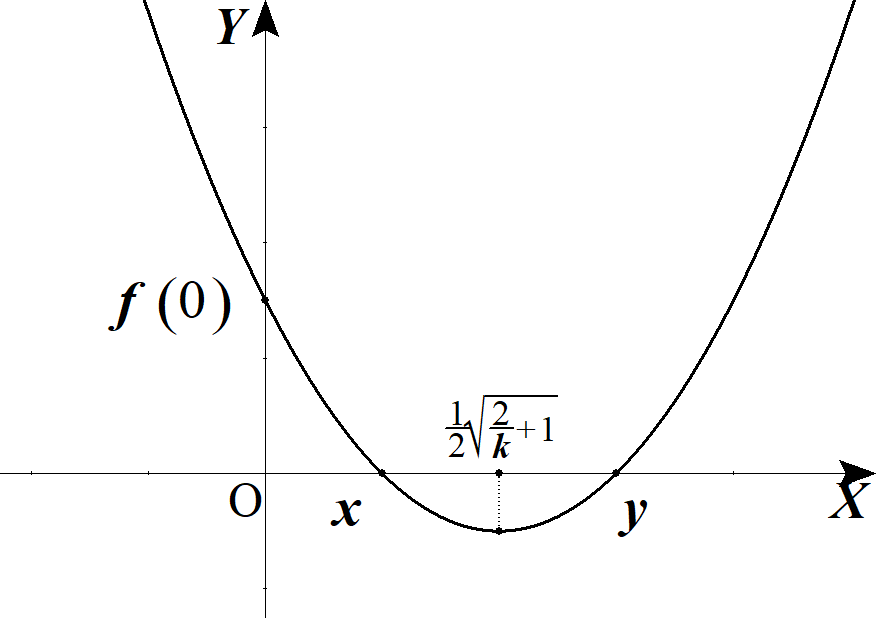 Y
f (0)
1/2 √(2/k+1)
O
x
y
X